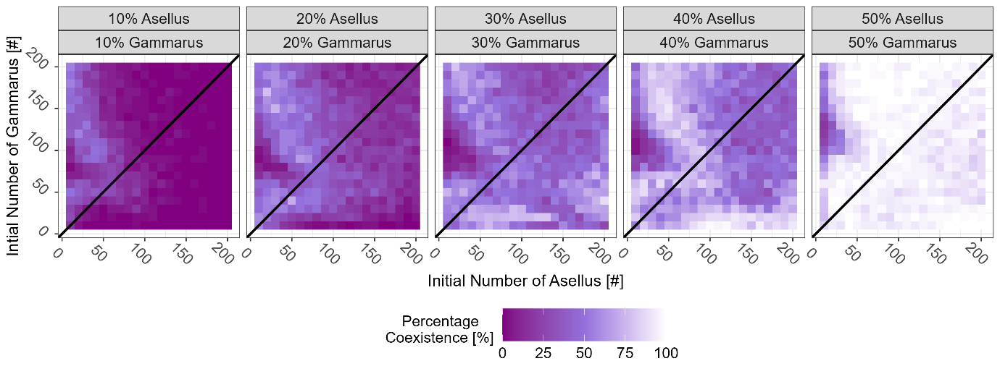 10% Asellus 20% Asellus 30% Asellus 40% Asellus 50% Asellus
10% Gammarus 20% Gammarus 30% Gammarus 40% Gammarus 50% Gammarus
Intial Number of Gammarus [#]
200
150
100
50
0
0 50 100 150 200 0 50 100 150 200 0 50 100 150 200 0 50 100 150 200 0 50 100 150 200
Initial Number of Asellus [#]
Percentage
Coexistence [%]
0 25 50 75 100